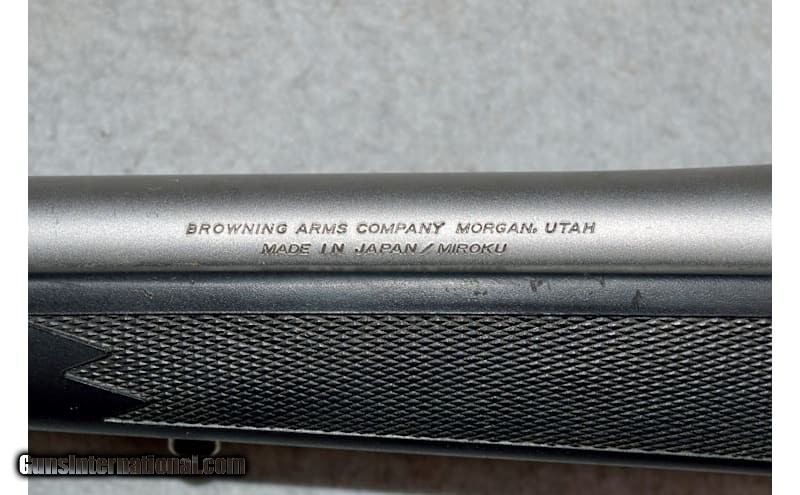 BROWNING ARMS COMPANY MORGAN, UTAH
MADE IN JAPAN/MIROKU
GunsInternational.com